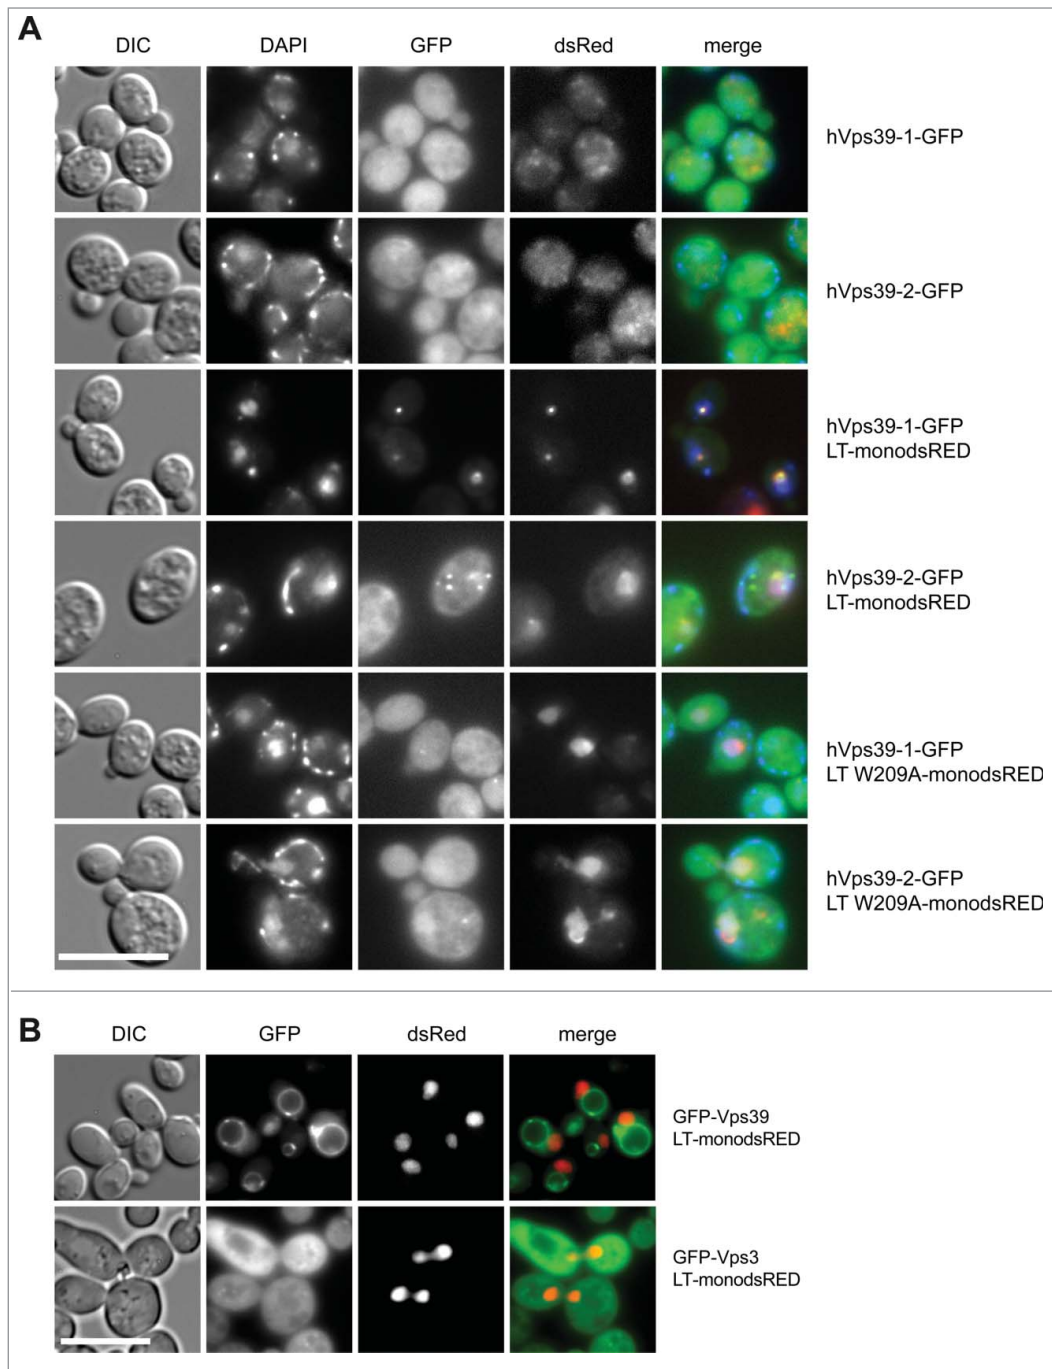 A
DIC DAPI GFP dsRed merge
hVps39-1-GFP
hVps39-2-GFP
hVps39-1-GFP
LT-monodsRED
hVps39-2-GFP
LT-monodsRED
hVps39-1-GFP
LT W209A-monodsRED
hVps39-2-GFP
LT W209A-monodsRED
B
DIC GFP dsRed merge
GFP-Vps39
LT-monodsRED
GFP-Vps3
LT-monodsRED